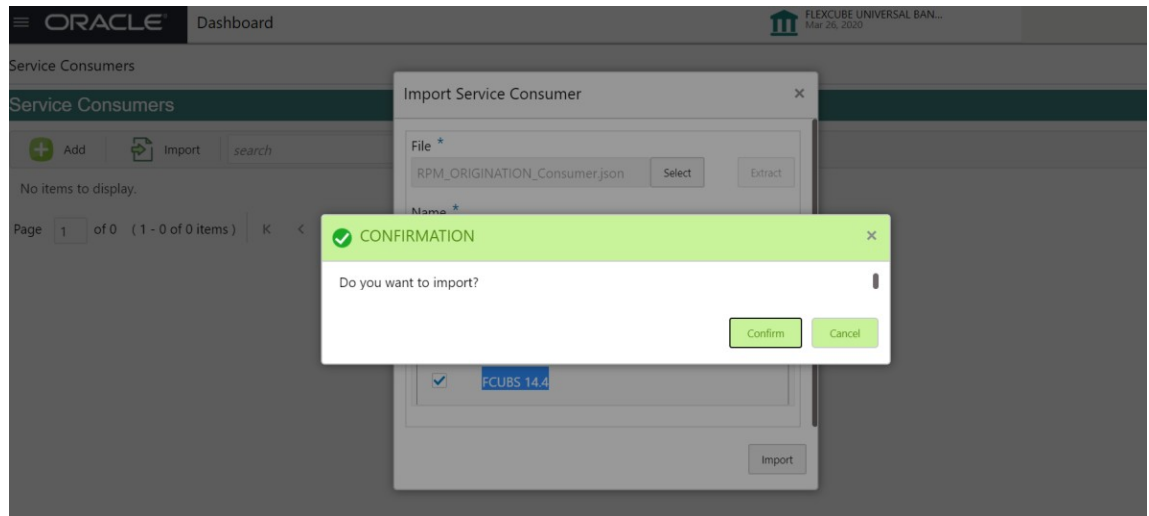 ORACLE® Dashboard FLEXCUBE UNIVERSAL BAN...
Mar 26, 2020
Service Consumers
Import Service Consumer
Service Consumers
File *
Add Import search
RPM_ORIGINATION_Consumer.json Select Extract
No items to display.
Name *
Page 1 of 0 ( 1 - 0 of 0 items )
CONFIRMATION
Do you want to import?
Confirm Cancel
FCUBS 14.4
Import